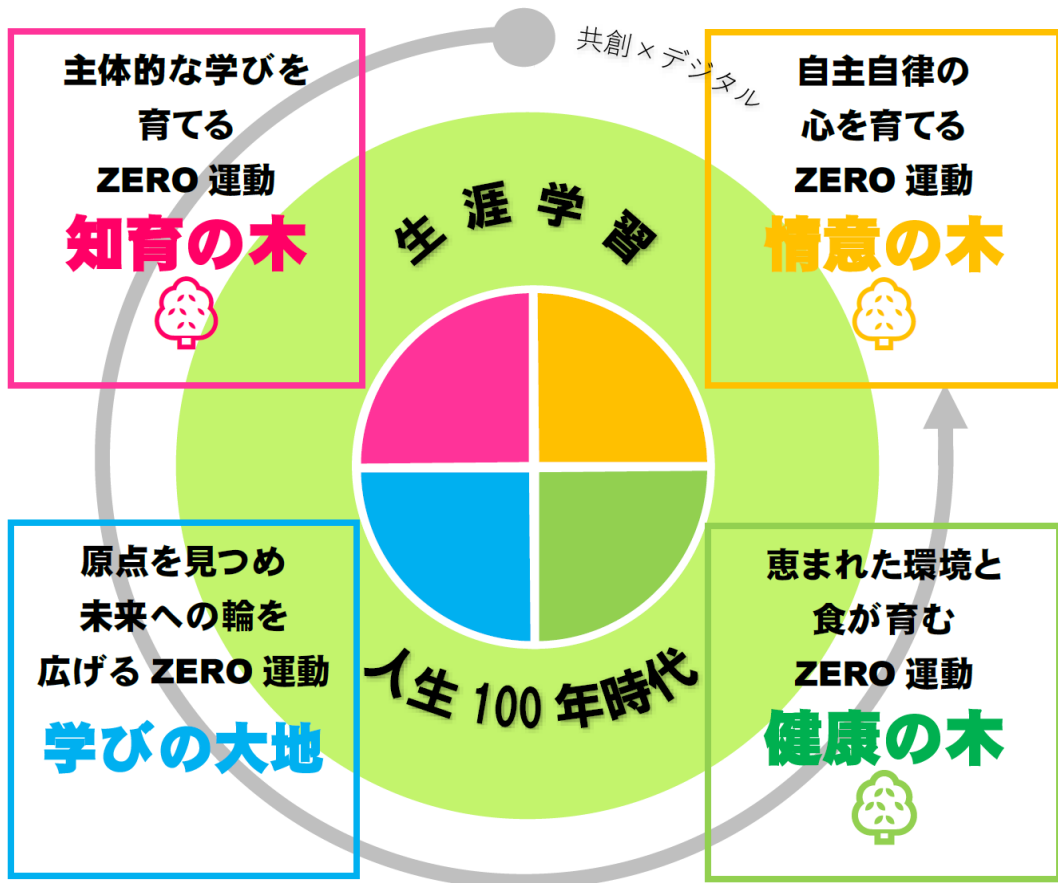 共創×デジタル
主体的な学びを
育てる
ZERO 運動
知育の木
自主自律の
心を育てる
ZERO 運動
情意の木
生涯学習
人生100年時代
原点を見つめ
未来への輪を
広げる ZERO 運動
学びの大地
恵まれた環境と
食が育む
ZERO 運動
健康の木